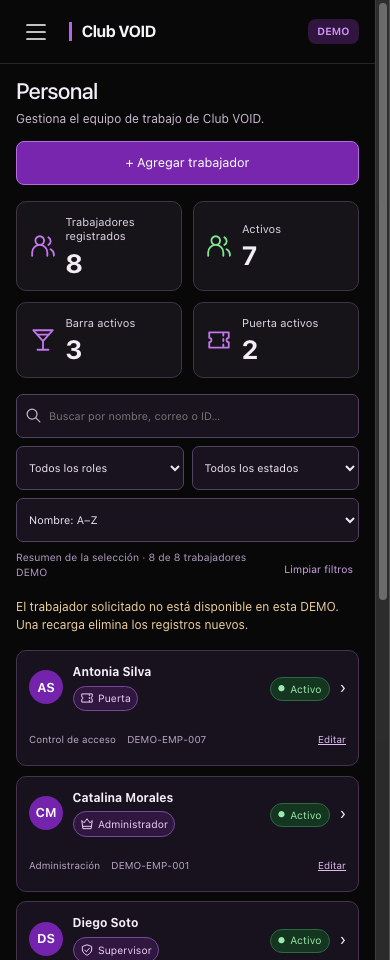 Club VOID
DEMO
Personal
Gestiona el equipo de trabajo de Club VOID.
+ Agregar trabajador
Trabajadores
registrados
8
Activos
7
Barra activos
3
Puerta activos
2
Buscar por nombre, correo o ID...
Todos los roles
Todos los estados
Nombre: A–Z
Resumen de la selección · 8 de 8 trabajadores
DEMO
Limpiar filtros
El trabajador solicitado no está disponible en esta DEMO.
Una recarga elimina los registros nuevos.
AS
Antonia Silva
Puerta
Activo
Control de acceso DEMO-EMP-007
Editar
CM
Catalina Morales
Administrador
Activo
Administración DEMO-EMP-001
Editar
DS
Diego Soto
Supervisor
Activo